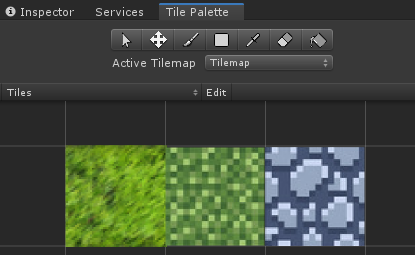 Inspector Services Tile Palette
Active Tilemap Tilemap
Tiles Edit